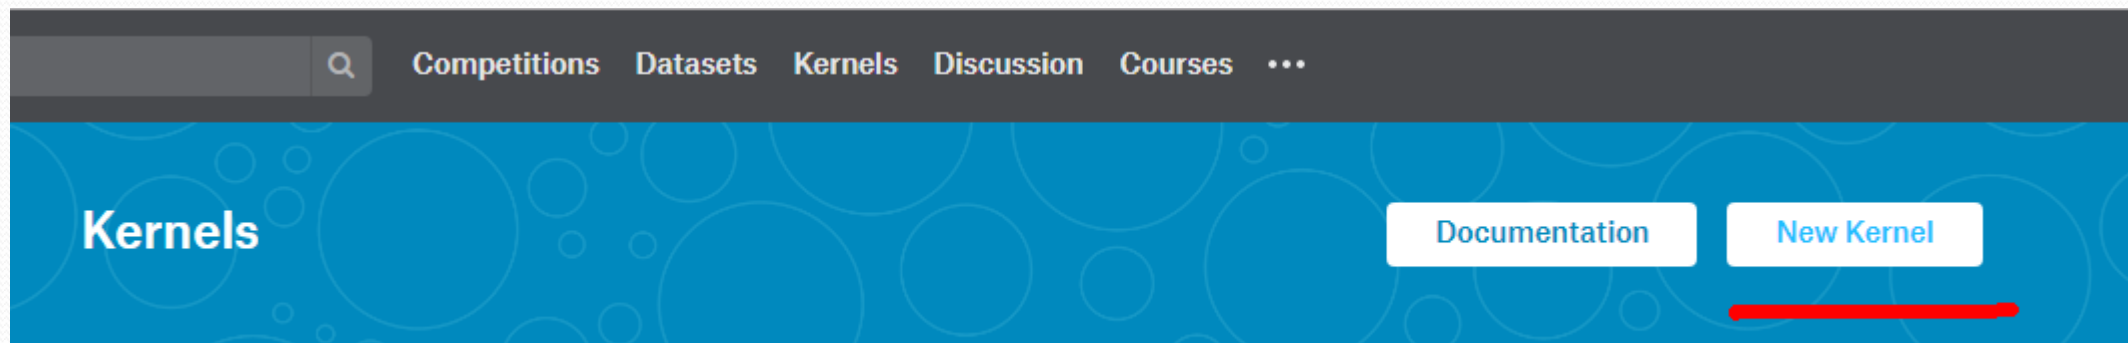 Competitions Datasets Kernels Discussion Courses •••
Kernels Documentation New Kernel